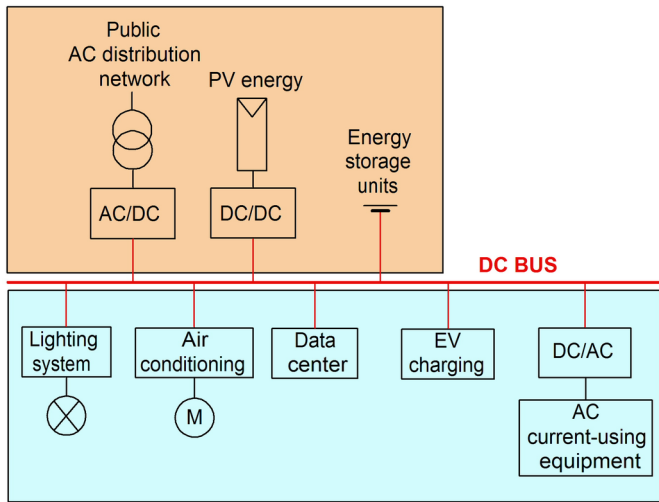 Public
AC distribution
network
PV energy
Energy
storage
units
AC/DC
DC/DC
DC BUS
Lighting
system
Air
conditioning
Data
center
EV
charging
DC/AC
M
AC
current-using
equipment